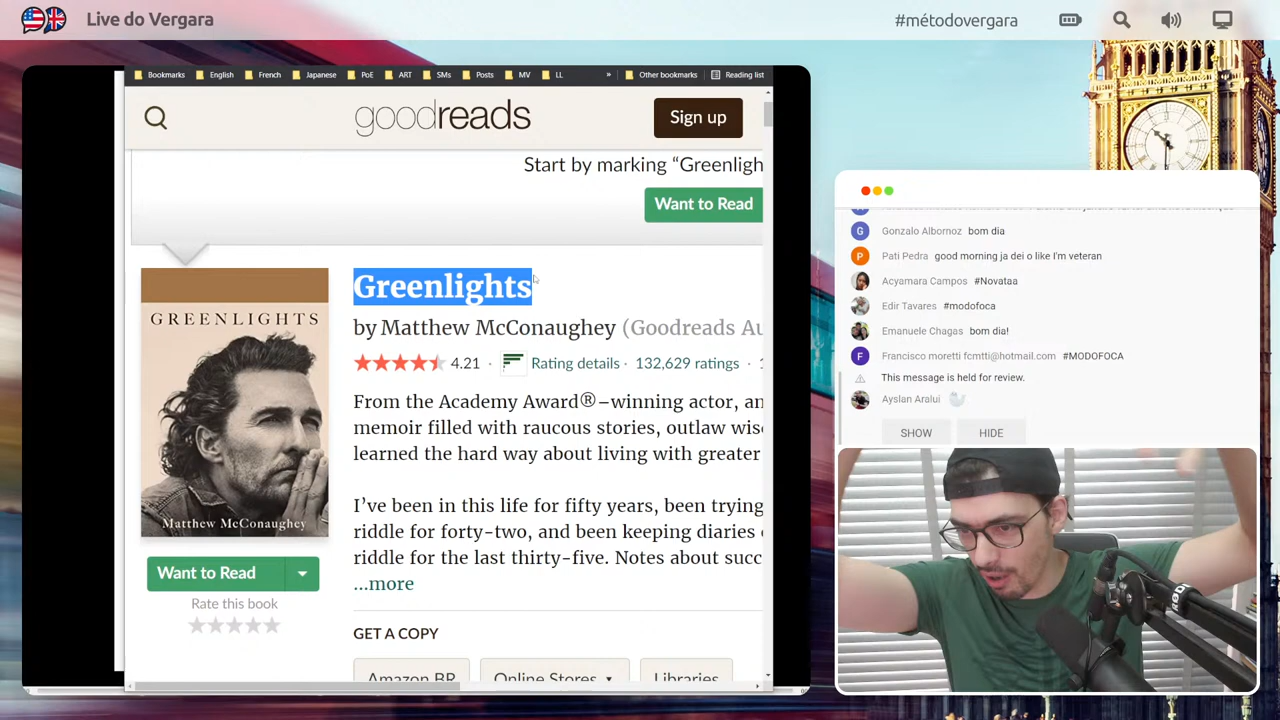 Live do Vergara
#métodovergara
Bookmarks English French Japanese PoE ART SMs Posts MV LL » Other bookmarks Reading list
goodreads
Sign up
Start by marking “Greenligh
Want to Read
Greenlights
by Matthew McConaughey (Goodreads Au
4.21 · Rating details · 132,629 ratings ·
From the Academy Award®–winning actor, an
memoir filled with raucous stories, outlaw wis
learned the hard way about living with greater
I’ve been in this life for fifty years, been trying
riddle for forty-two, and been keeping diaries
riddle for the last thirty-five. Notes about succ
...more
GET A COPY
Amazon BR Online Stores Libraries
GREENLIGHTS
Matthew McConaughey
Want to Read
Rate this book
G Gonzalo Albornoz bom dia
P Pati Pedra good morning ja dei o like I'm veteran
Acyamara Campos #Novataa
Edir Tavares #modofoca
Emanuele Chagas bom dia!
F Francisco moretti fcmtti@hotmail.com #MODOFOCA
This message is held for review.
Ayslan Aralui
SHOW HIDE